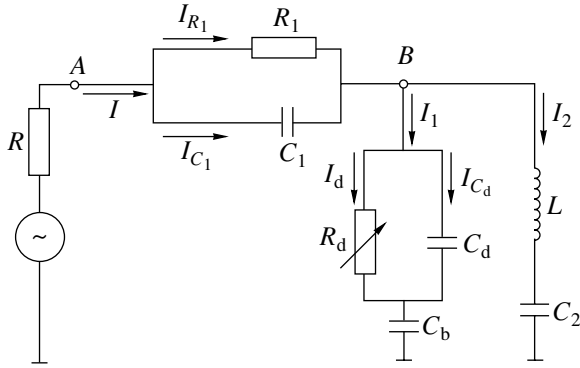 I_{R_1}
R_1
A
I
B
R
I_{C_1}
C_1
I_1
I_2
I_d
I_{C_d}
R_d
C_d
L
~
C_b
C_2